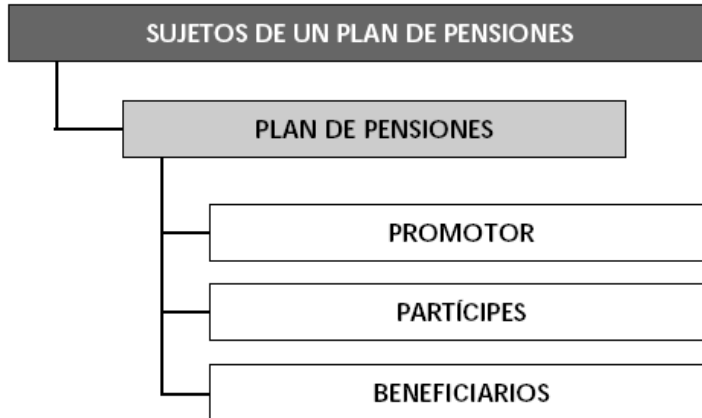 SUJETOS DE UN PLAN DE PENSIONES
PLAN DE PENSIONES
PROMOTOR
PARTÍCIPES
BENEFICIARIOS